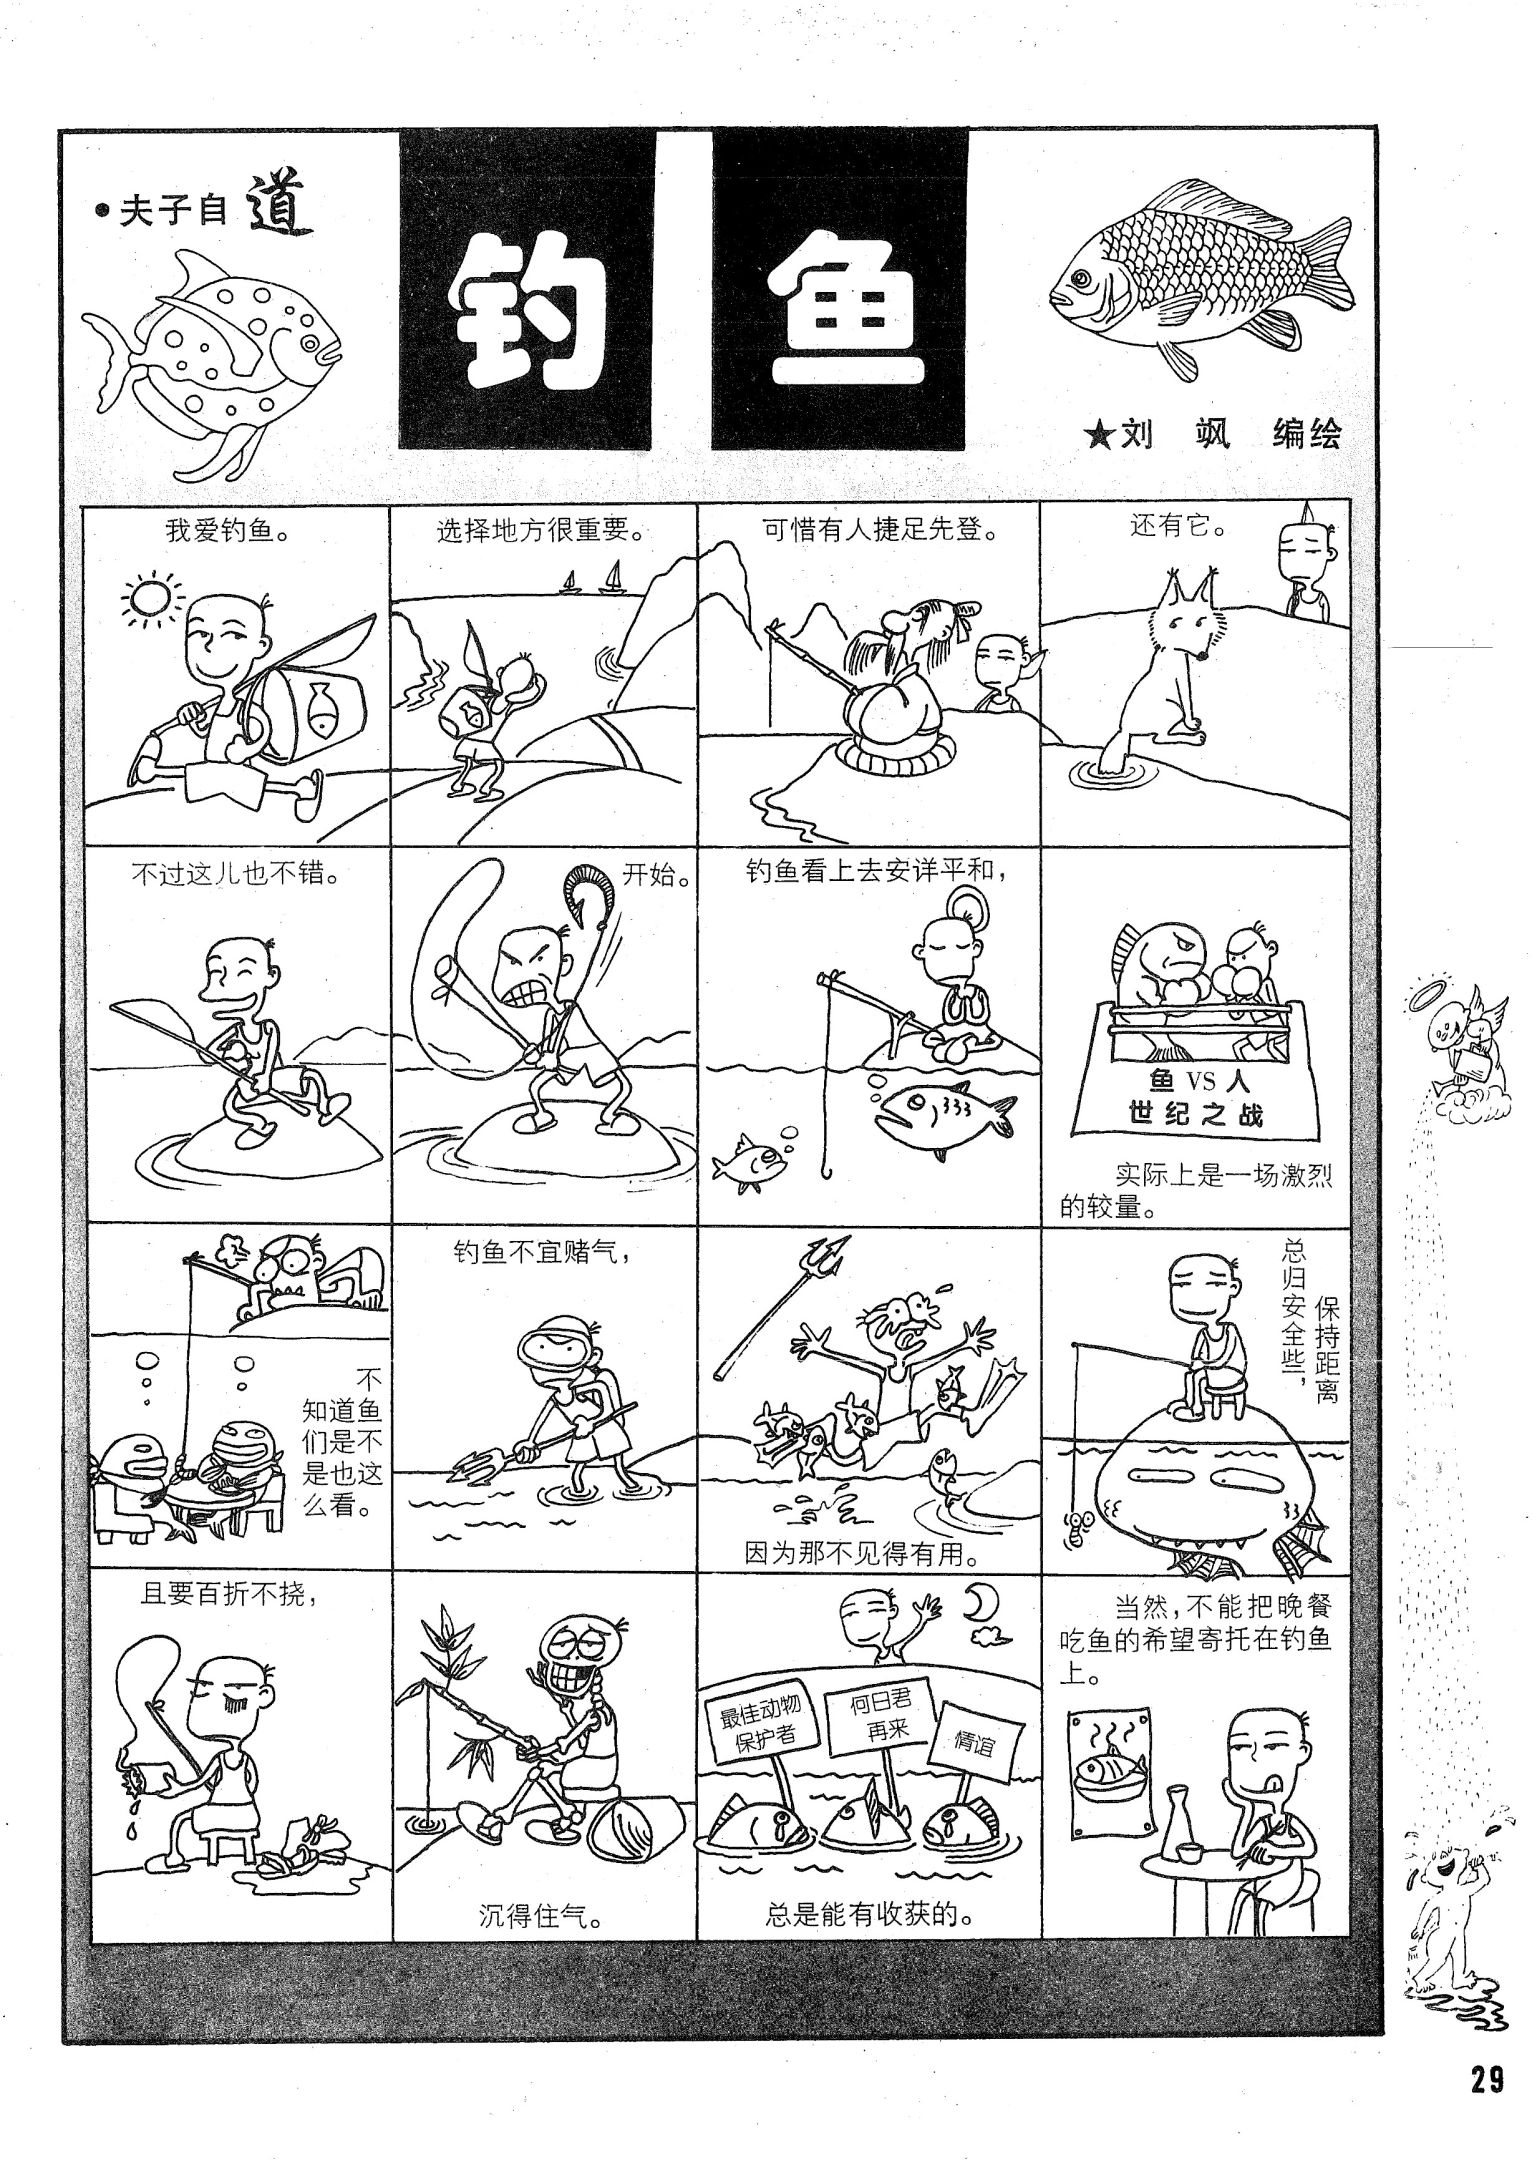 ●夫子自道
钓鱼
★刘 飒 编绘
我爱钓鱼。
选择地方很重要。
可惜有人捷足先登。
还有它。
不过这儿也不错。
开始。
钓鱼看上去安详平和，
鱼 VS 人
世纪之战
实际上是一场激烈
的较量。
不
知道鱼
们是不
是也这
么看。
钓鱼不宜赌气，
因为那不见得有用。
保持距离
总归安全些，
且要百折不挠，
沉得住气。
最佳动物
保护者
何日君
再来
情谊
总是能有收获的。
当然，不能把晚餐
吃鱼的希望寄托在钓鱼
上。
29